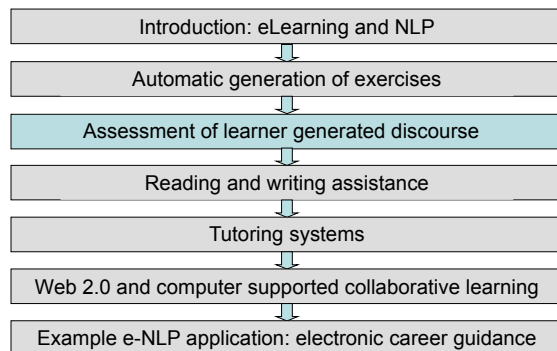 Introduction: eLearning and NLP
Automatic generation of exercises
Assessment of learner generated discourse
Reading and writing assistance
Tutoring systems
Web 2.0 and computer supported collaborative learning
Example e-NLP application: electronic career guidance